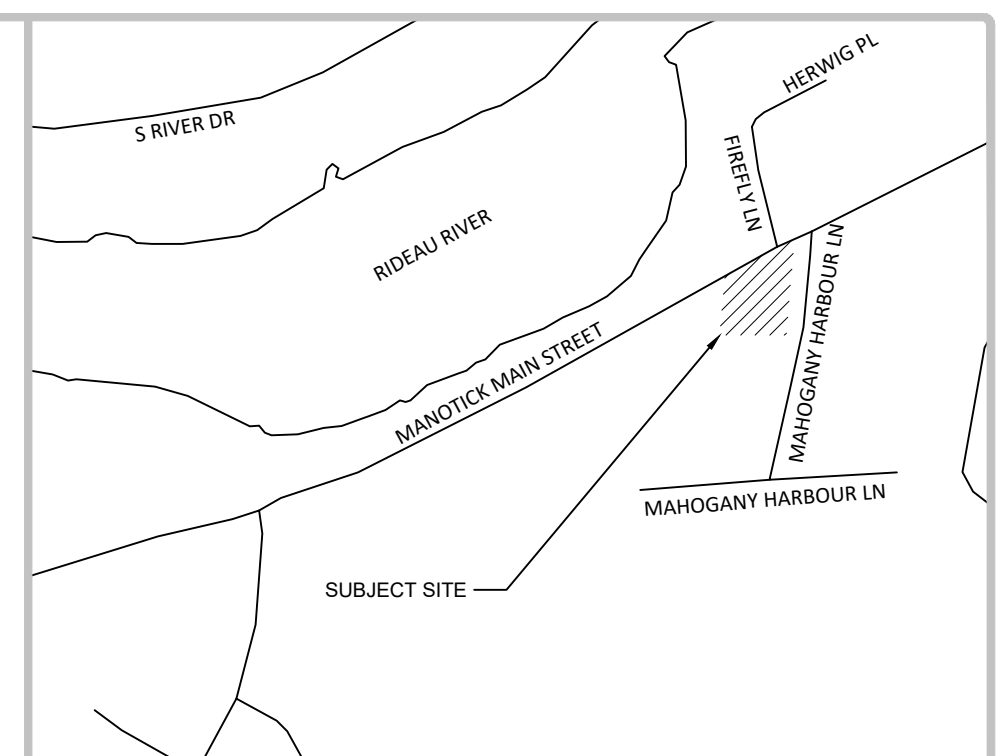 HERWIG PL
S RIVER DR
FIREFLY LN
RIDEAU RIVER
MAHOGANY HARBOUR LN
MANOTICK MAIN STREET
MAHOGANY HARBOUR LN
SUBJECT SITE